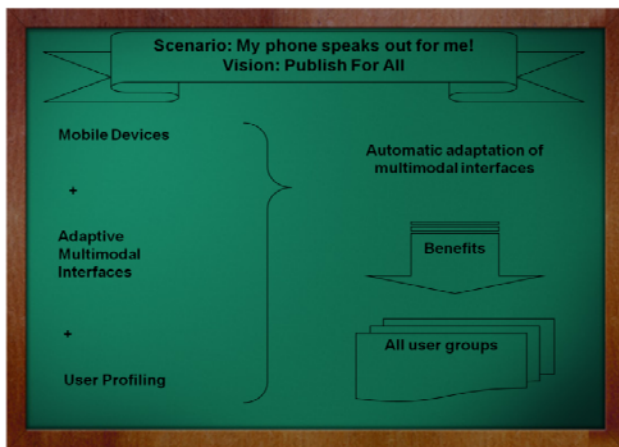 Scenario: My phone speaks out for me!
Vision: Publish For All
Mobile Devices
+
Adaptive
Multimodal
Interfaces
+
User Profiling
Automatic adaptation of
multimodal interfaces
Benefits
All user groups